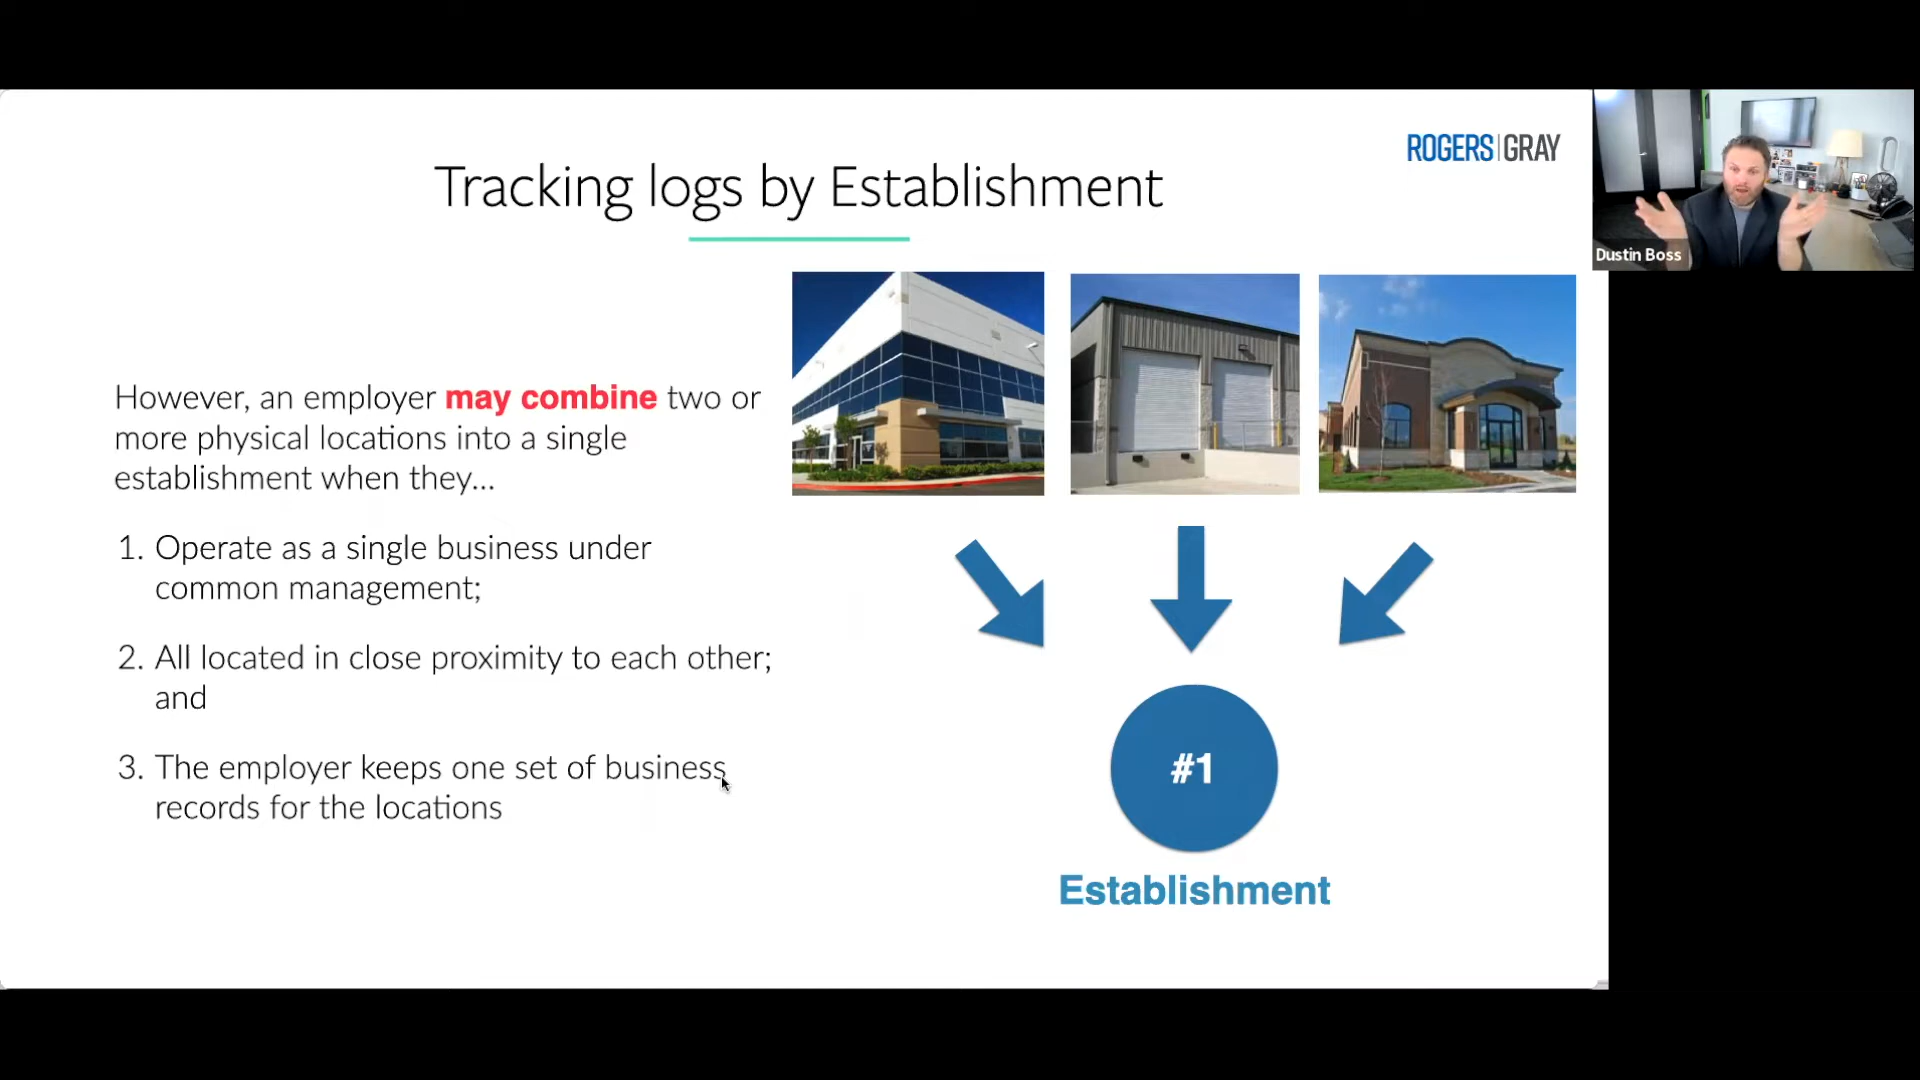 ROGERS|GRAY
Tracking logs by Establishment
Dustin Boss
However, an employer may combine two or
more physical locations into a single
establishment when they...
1. Operate as a single business under
common management;
2. All located in close proximity to each other;
and
3. The employer keeps one set of business
records for the locations
#1
Establishment